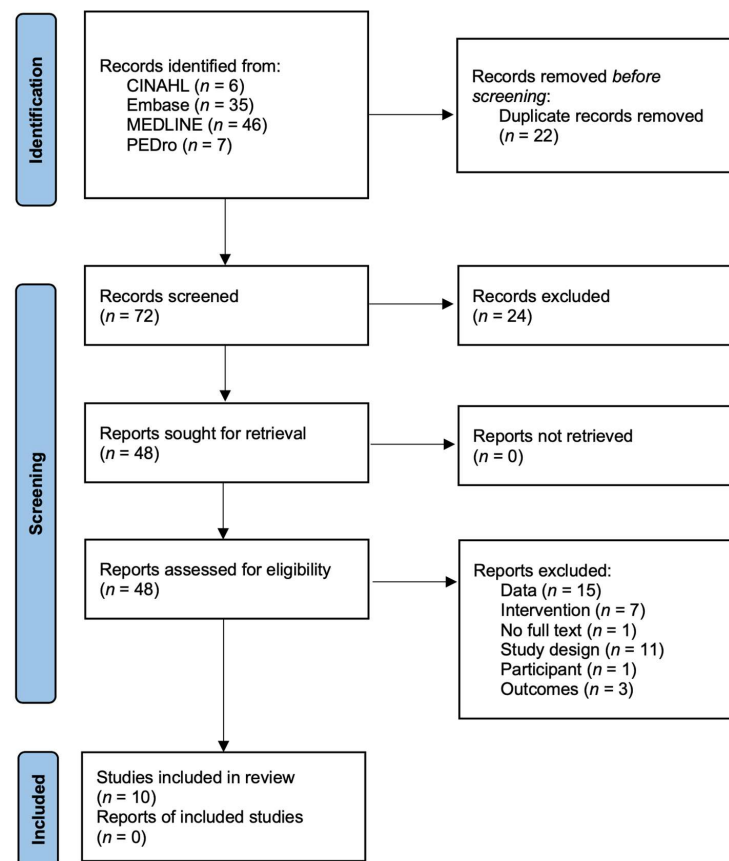 Identification
Records identified from:
CINAHL (n = 6)
Embase (n = 35)
MEDLINE (n = 46)
PEDro (n = 7)
Records removed before
screening:
Duplicate records removed
(n = 22)
Screening
Records screened
(n = 72)
Records excluded
(n = 24)
Reports sought for retrieval
(n = 48)
Reports not retrieved
(n = 0)
Reports assessed for eligibility
(n = 48)
Reports excluded:
Data (n = 15)
Intervention (n = 7)
No full text (n = 1)
Study design (n = 11)
Participant (n = 1)
Outcomes (n = 3)
Included
Studies included in review
(n = 10)
Reports of included studies
(n = 0)